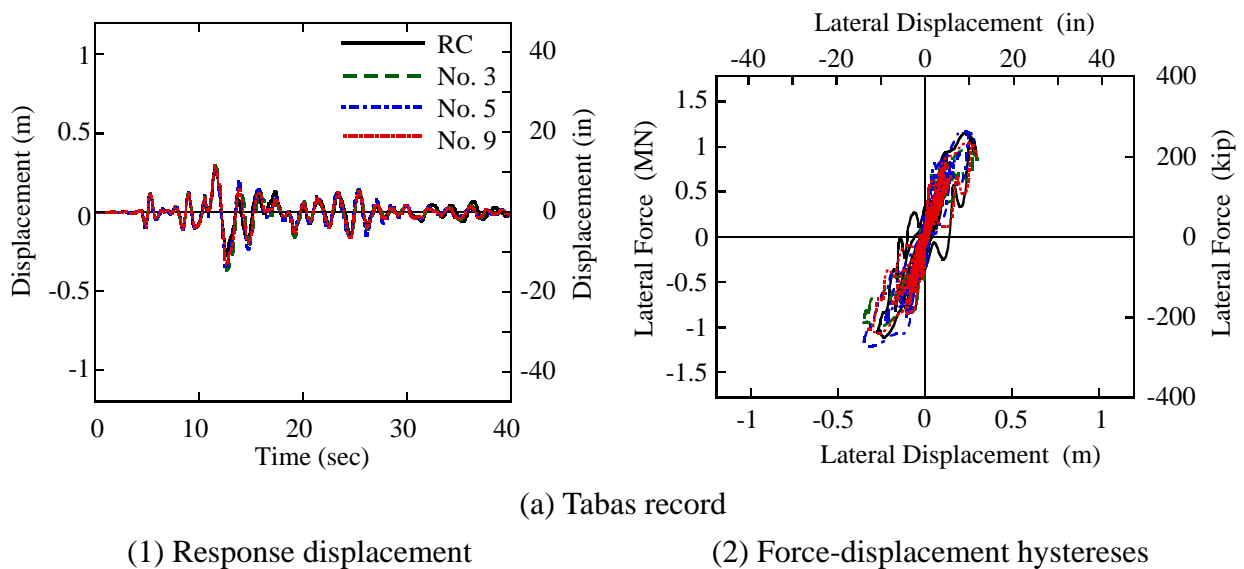 1
0.5
0
-0.5
-1
Displacement (m)
0
10
20
30
40
Time (sec)
40
20
0
-20
-40
Displacement (in)
RC
No. 3
No. 5
No. 9
Lateral Displacement (in)
-40
-20
0
20
40
1.5
1
0.5
0
-0.5
-1
-1.5
Lateral Force (MN)
400
200
0
-200
-400
Lateral Force (kip)
-1
-0.5
0
0.5
1
Lateral Displacement (m)
(a) Tabas record
(1) Response displacement
(2) Force-displacement hystereses